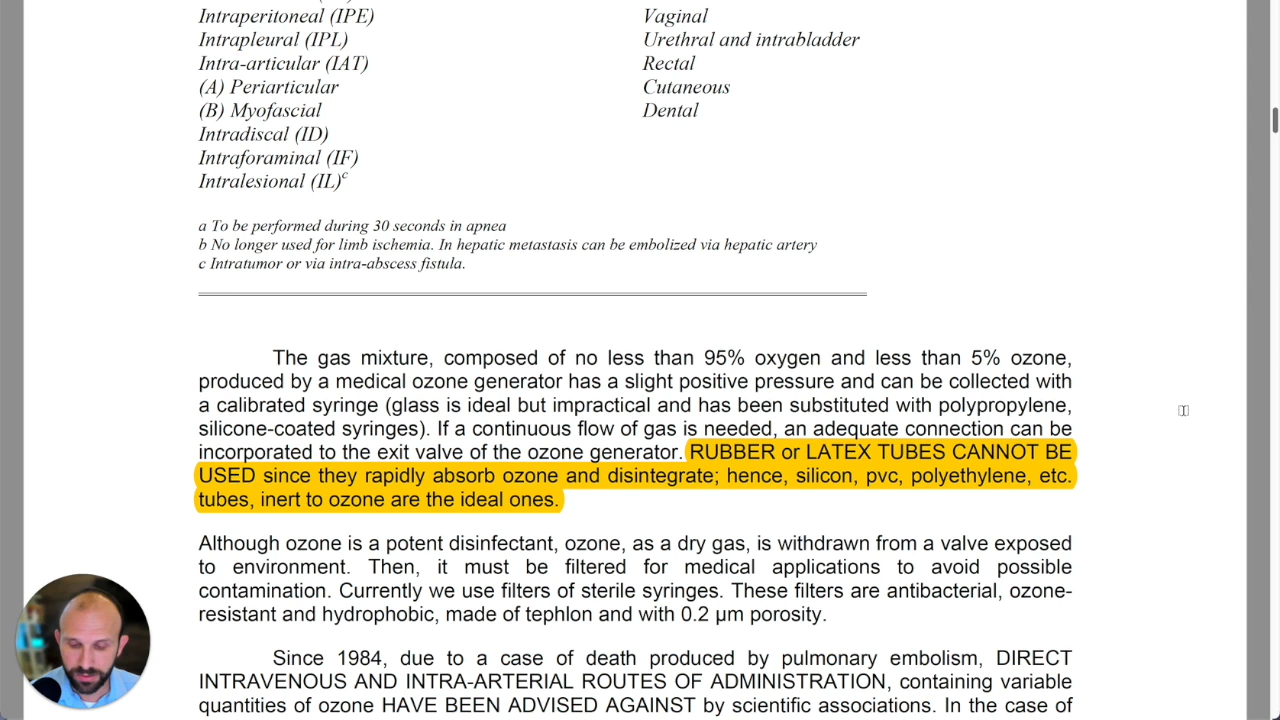 Intraperitoneal (IPE)
Intrapleural (IPL)
Intra-articular (IAT)
(A) Periarticular
(B) Myofascial
Intradiscal (ID)
Intraforaminal (IF)
Intralesional (IL)c
Vaginal
Urethral and intrabladder
Rectal
Cutaneous
Dental
a To be performed during 30 seconds in apnea
b No longer used for limb ischemia. In hepatic metastasis can be embolized via hepatic artery
c Intratumor or via intra-abscess fistula.
The gas mixture, composed of no less than 95% oxygen and less than 5% ozone,
produced by a medical ozone generator has a slight positive pressure and can be collected with
a calibrated syringe (glass is ideal but impractical and has been substituted with polypropylene,
silicone-coated syringes). If a continuous flow of gas is needed, an adequate connection can be
incorporated to the exit valve of the ozone generator. RUBBER or LATEX TUBES CANNOT BE
USED since they rapidly absorb ozone and disintegrate; hence, silicon, pvc, polyethylene, etc.
tubes, inert to ozone are the ideal ones.
Although ozone is a potent disinfectant, ozone, as a dry gas, is withdrawn from a valve exposed
to environment. Then, it must be filtered for medical applications to avoid possible
contamination. Currently we use filters of sterile syringes. These filters are antibacterial, ozone-
resistant and hydrophobic, made of tephlon and with 0.2 µm porosity.
Since 1984, due to a case of death produced by pulmonary embolism, DIRECT
INTRAVENOUS AND INTRA-ARTERIAL ROUTES OF ADMINISTRATION, containing variable
quantities of ozone HAVE BEEN ADVISED AGAINST by scientific associations. In the case of